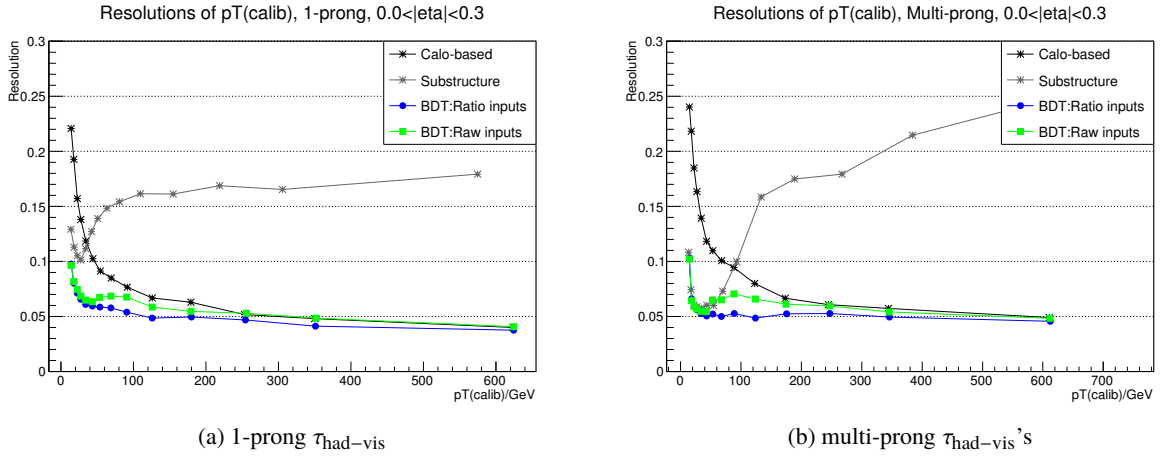 Resolutions of pT(calib), 1-prong, 0.0<|eta|<0.3
Resolution
0.3
0.25
0.2
0.15
0.1
0.05
0
Calo-based
Substructure
BDT:Ratio inputs
BDT:Raw inputs
0 100 200 300 400 500 600
pT(calib)/GeV
(a) 1-prong τhad−vis
Resolutions of pT(calib), Multi-prong, 0.0<|eta|<0.3
Resolution
0.3
0.25
0.2
0.15
0.1
0.05
0
Calo-based
Substructure
BDT:Ratio inputs
BDT:Raw inputs
0 100 200 300 400 500 600 700
pT(calib)/GeV
(b) multi-prong τhad−vis's